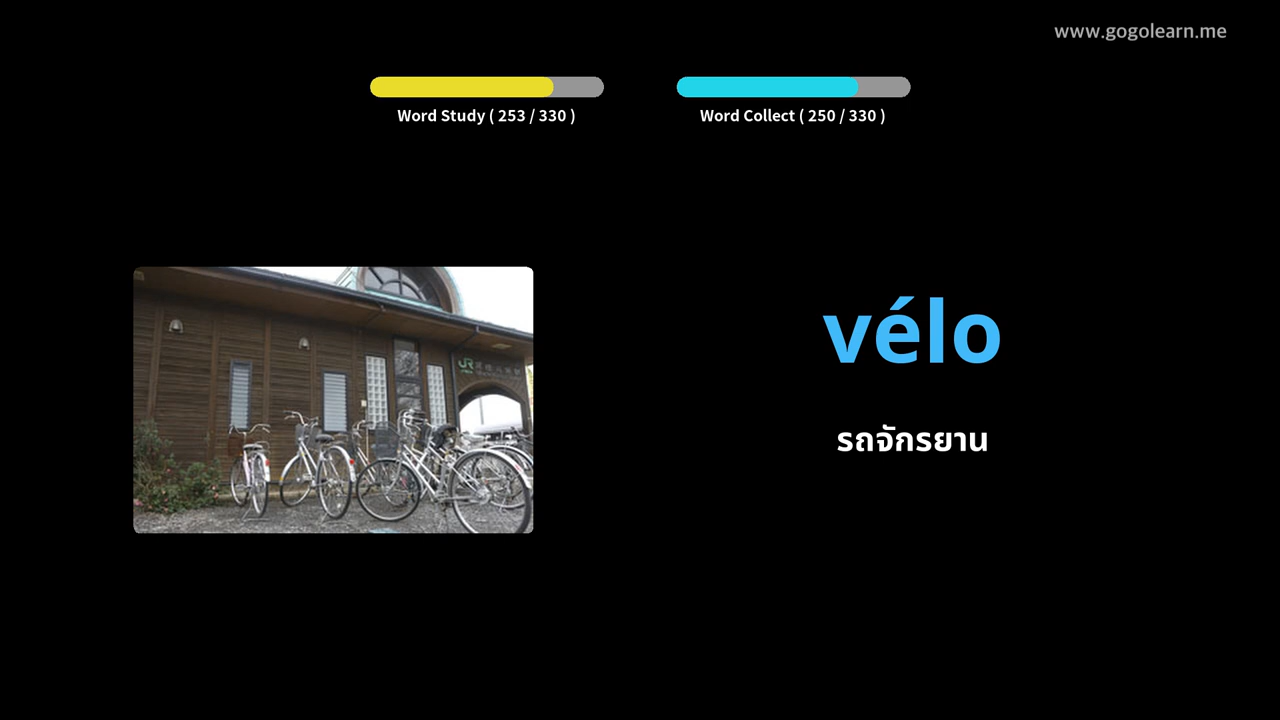 www.gogolearn.me
Word Study ( 253 / 330 )
Word Collect ( 250 / 330 )
JR
vélo
รถจักรยาน